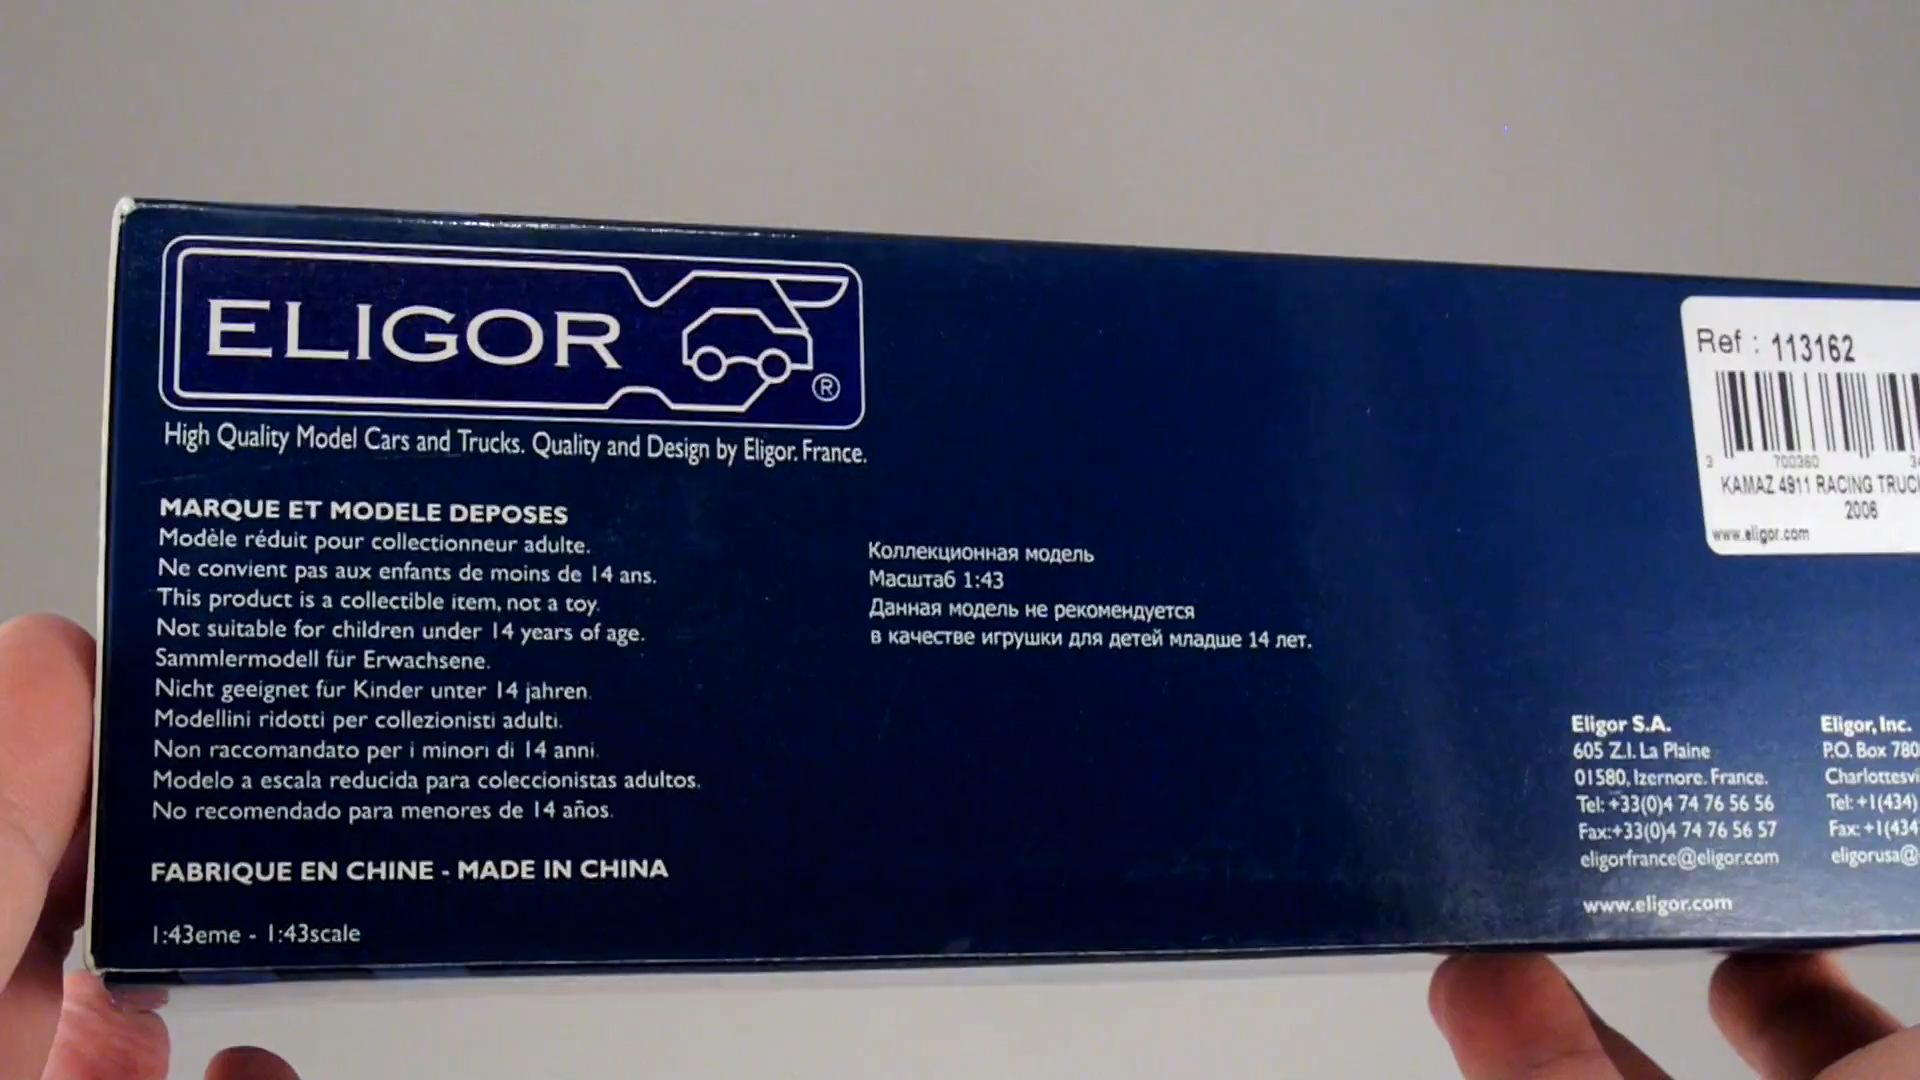 ELIGOR
®
High Quality Model Cars and Trucks. Quality and Design by Eligor. France.
MARQUE ET MODELE DEPOSES
Modèle réduit pour collectionneur adulte.
Ne convient pas aux enfants de moins de 14 ans.
This product is a collectible item, not a toy.
Not suitable for children under 14 years of age.
Sammlermodell für Erwachsene.
Nicht geeignet für Kinder unter 14 jahren.
Modellini ridotti per collezionisti adulti.
Non raccomandato per i minori di 14 anni.
Modelo a escala reducida para coleccionistas adultos.
No recomendado para menores de 14 años.
FABRIQUE EN CHINE - MADE IN CHINA
1:43eme - 1:43scale
Коллекционная модель
Масштаб 1:43
Данная модель не рекомендуется
в качестве игрушки для детей младше 14 лет.
Ref : 113162
3 700360
KAMAZ 4911 RACING TRUCK
2006
www.eligor.com
Eligor S.A.
605 Z.I. La Plaine
01580, Izernore. France.
Tel: +33(0)4 74 76 56 56
Fax:+33(0)4 74 76 56 57
eligorfrance@eligor.com
www.eligor.com
Eligor, Inc.
P.O. Box 780
Tel: +1(434)
Fax: +1(434
eligorusa@